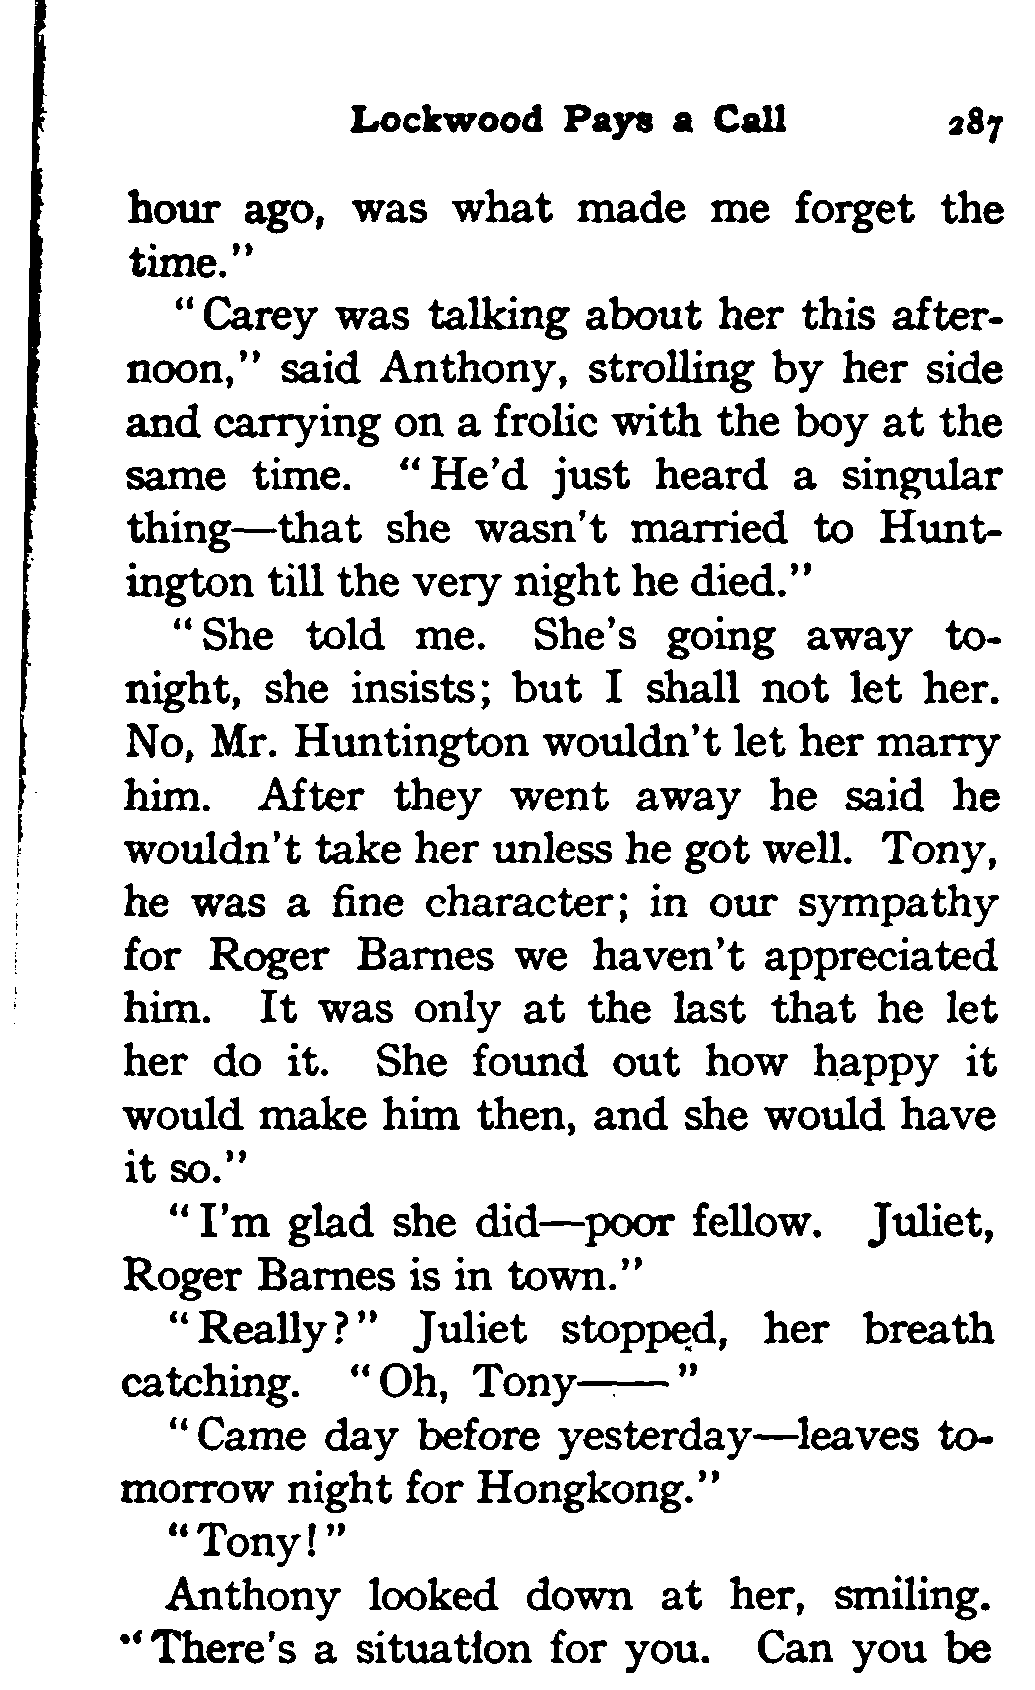 Lockwood Pays a Call 287
hour ago, was what made me forget the
time."
"Carey was talking about her this after-
noon," said Anthony, strolling by her side
and carrying on a frolic with the boy at the
same time. "He'd just heard a singular
thing—that she wasn't married to Hunt-
ington till the very night he died."
"She told me. She's going away to-
night, she insists; but I shall not let her.
No, Mr. Huntington wouldn't let her marry
him. After they went away he said he
wouldn't take her unless he got well. Tony,
he was a fine character; in our sympathy
for Roger Barnes we haven't appreciated
him. It was only at the last that he let
her do it. She found out how happy it
would make him then, and she would have
it so."
"I'm glad she did—poor fellow. Juliet,
Roger Barnes is in town."
"Really?" Juliet stopped, her breath
catching. "Oh, Tony——"
"Came day before yesterday—leaves to-
morrow night for Hongkong."
"Tony!"
Anthony looked down at her, smiling.
"There's a situation for you. Can you be